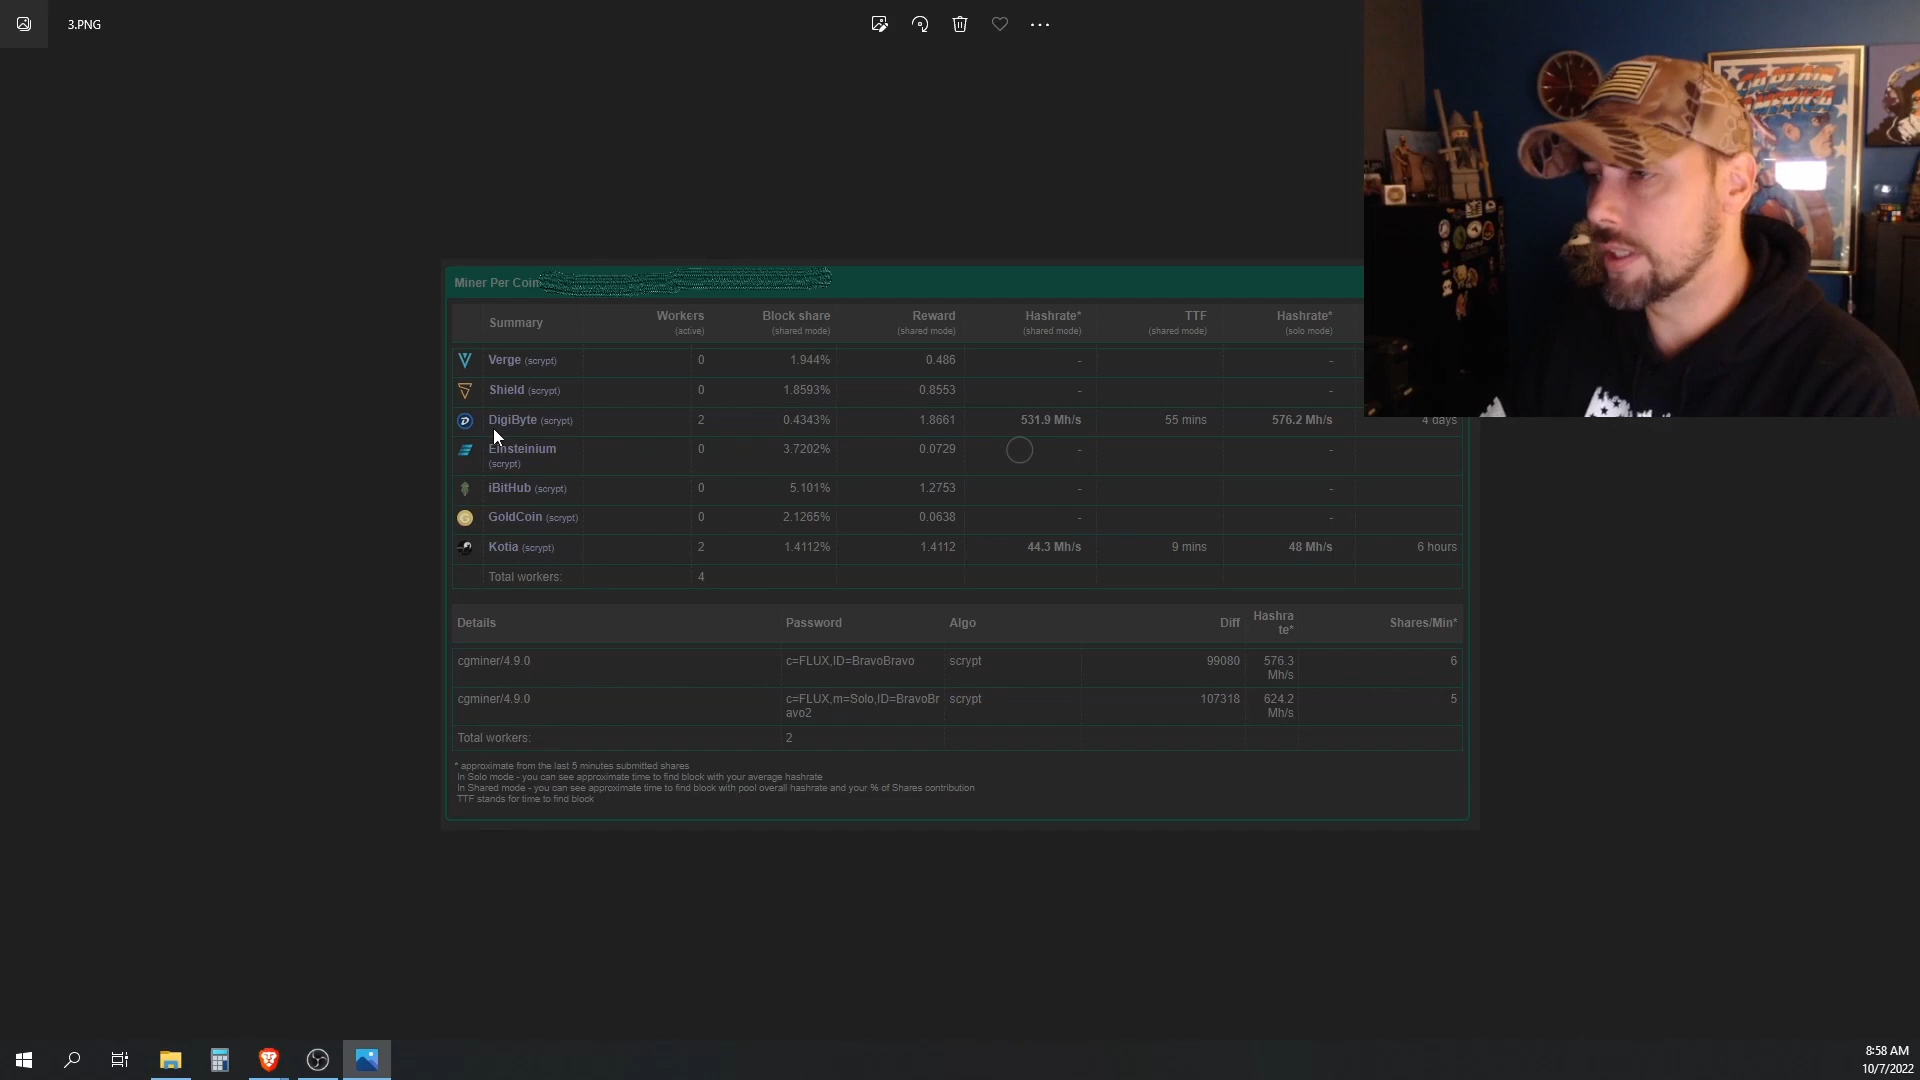 3.PNG
CAPTAIN
AMERICA
Miner Per Coin
Summary Workers Block share Reward Hashrate* TTF Hashrate*
(active) (shared mode) (shared mode) (shared mode) (shared mode) (solo mode)
Verge (scrypt) 0 1.944% 0.486 - -
Shield (scrypt) 0 1.8593% 0.8553 - -
DigiByte (scrypt) 2 0.4343% 1.8661 531.9 Mh/s 55 mins 576.2 Mh/s 4 days
Einsteinium 0 3.7202% 0.0729 - -
(scrypt)
iBitHub (scrypt) 0 5.101% 1.2753 - -
GoldCoin (scrypt) 0 2.1265% 0.0638 - -
Kotia (scrypt) 2 1.4112% 1.4112 44.3 Mh/s 9 mins 48 Mh/s 6 hours
Total workers: 4
Details Password Algo Diff Hashra Shares/Min*
te*
cgminer/4.9.0 c=FLUX,ID=BravoBravo scrypt 99080 576.3 6
Mh/s
cgminer/4.9.0 c=FLUX,m=Solo,ID=BravoBr scrypt 107318 624.2 5
avo2 Mh/s
Total workers: 2
* approximate from the last 5 minutes submitted shares
In Solo mode - you can see approximate time to find block with your average hashrate
In Shared mode - you can see approximate time to find block with pool overall hashrate and your % of Shares contribution
TTF stands for time to find block
8:58 AM
10/7/2022